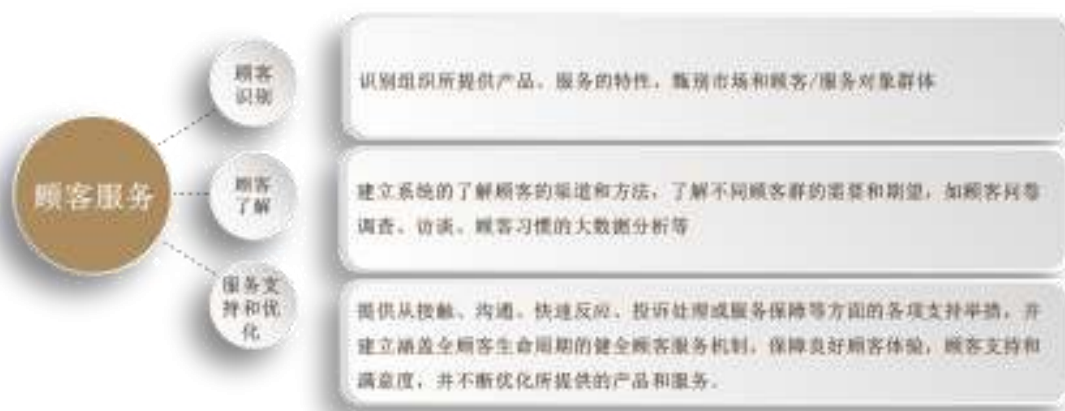 顾客
识别
识别组织所提供产品、服务的特性，甄别市场和顾客/服务对象群体
顾客服务
顾客
了解
建立系统的了解顾客的渠道和方法，了解不同顾客群的需要和期望，如顾客问卷
调查、访谈、顾客习惯的大数据分析等
服务支
持和优
化
提供从接触、沟通、快速反应、投诉处理或服务保障等方面的各项支持举措，并
建立涵盖全顾客生命周期的健全顾客服务机制，保障良好顾客体验，顾客支持和
满意度，并不断优化所提供的产品和服务。